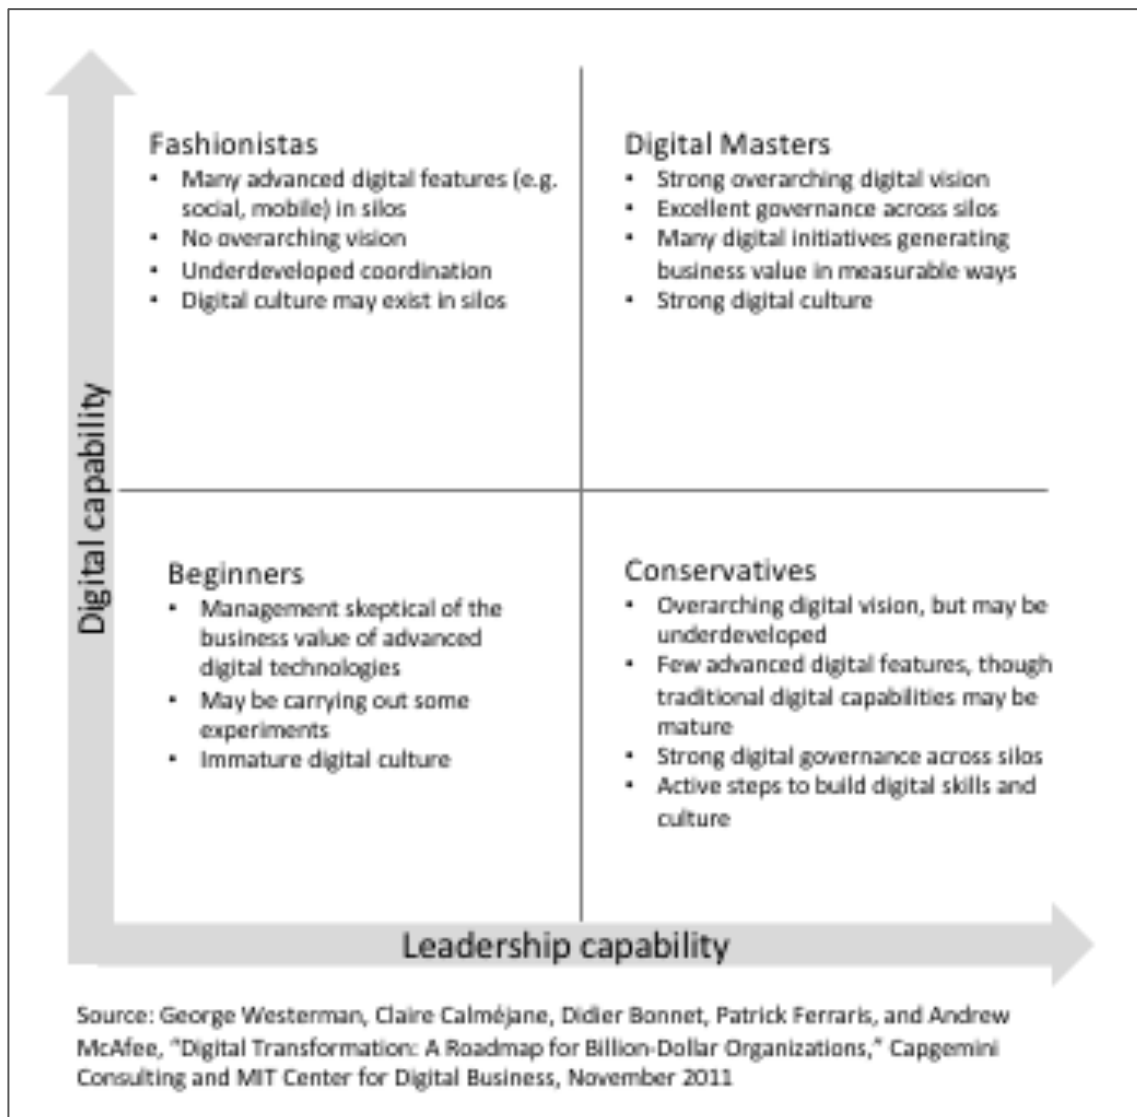 Fashionistas
• Many advanced digital features (e.g.
social, mobile) in silos
• No overarching vision
• Underdeveloped coordination
• Digital culture may exist in silos
Digital Masters
• Strong overarching digital vision
• Excellent governance across silos
• Many digital initiatives generating
business value in measurable ways
• Strong digital culture
Digital capability
Beginners
• Management skeptical of the
business value of advanced
digital technologies
• May be carrying out some
experiments
• Immature digital culture
Conservatives
• Overarching digital vision, but may be
underdeveloped
• Few advanced digital features, though
traditional digital capabilities may be
mature
• Strong digital governance across silos
• Active steps to build digital skills and
culture
Leadership capability
Source: George Westerman, Claire Calméjane, Didier Bonnet, Patrick Ferraris, and Andrew
McAfee, “Digital Transformation: A Roadmap for Billion-Dollar Organizations,” Capgemini
Consulting and MIT Center for Digital Business, November 2011